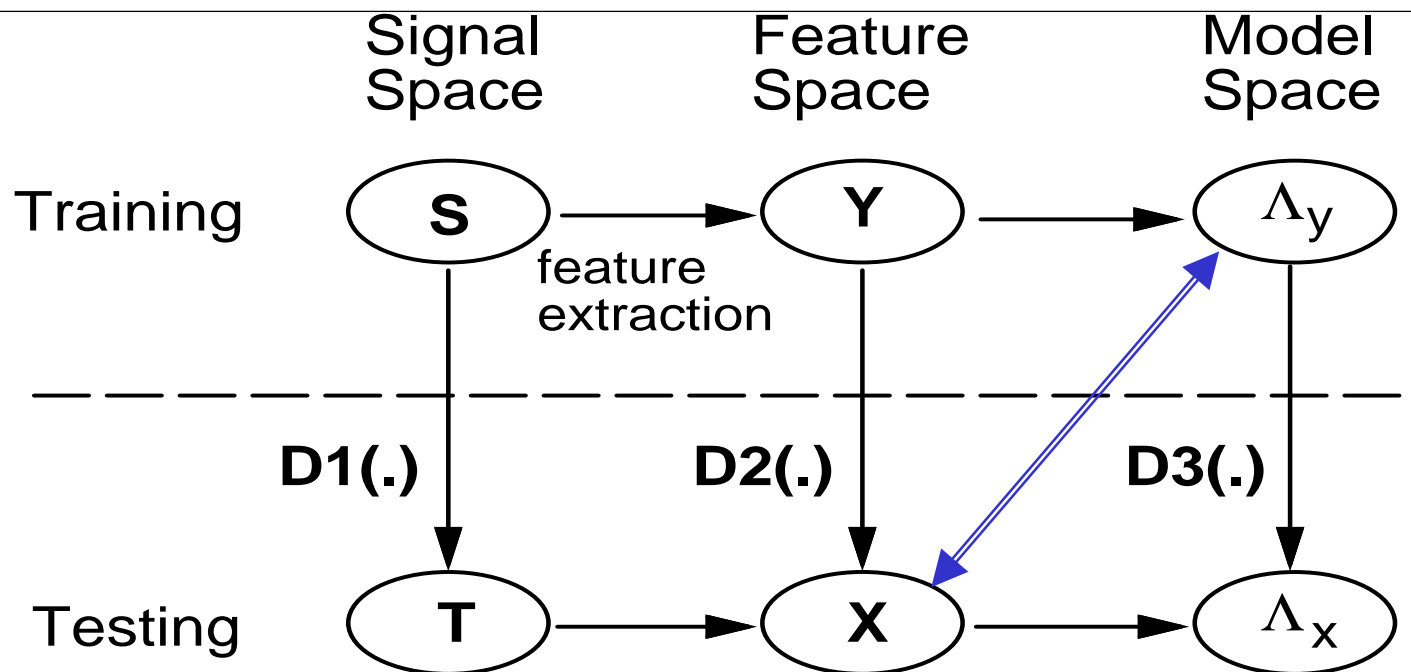 Signal Space
Feature Space
Model Space
Training
S
Y
Λy
feature
extraction
D1(.)
D2(.)
D3(.)
Testing
T
X
Λx